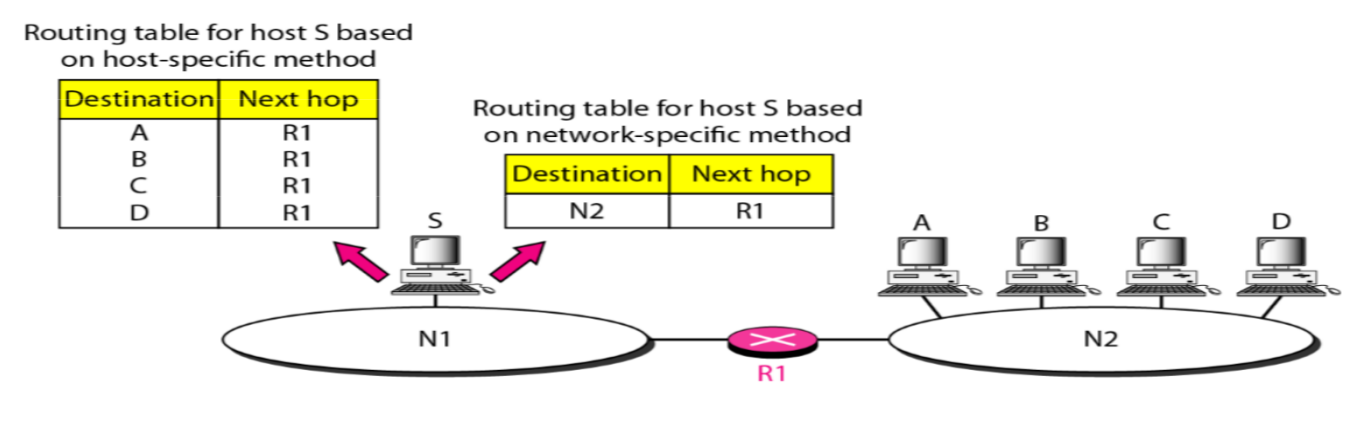 Routing table for host S based
on host-specific method
Destination Next hop
A R1
B R1
C R1
D R1
Routing table for host S based
on network-specific method
Destination Next hop
N2 R1
S
A B C D
N1
R1
N2